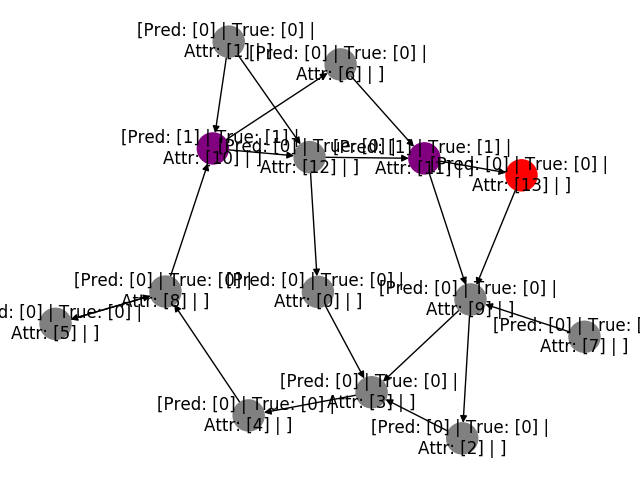 [Pred: [0] | True: [0] |
Attr: [1] | ]
[Pred: [0] | True: [0] |
Attr: [6] | ]
[Pred: [1] | True: [1] |
Attr: [10] | ]
[Pred: [0] | True: [0] |
Attr: [12] | ]
[Pred: [1] | True: [1] |
Attr: [11] | ]
[Pred: [0] | True: [0] |
Attr: [13] | ]
[Pred: [0] | True: [0] |
Attr: [8] | ]
[Pred: [0] | True: [0] |
Attr: [0] | ]
[Pred: [0] | True: [0] |
Attr: [9] | ]
d: [0] | True: [0] |
Attr: [5] | ]
[Pred: [0] | True: [
Attr: [7] | ]
[Pred: [0] | True: [0] |
Attr: [3] | ]
[Pred: [0] | True: [0] |
Attr: [4] | ]
[Pred: [0] | True: [0] |
Attr: [2] | ]